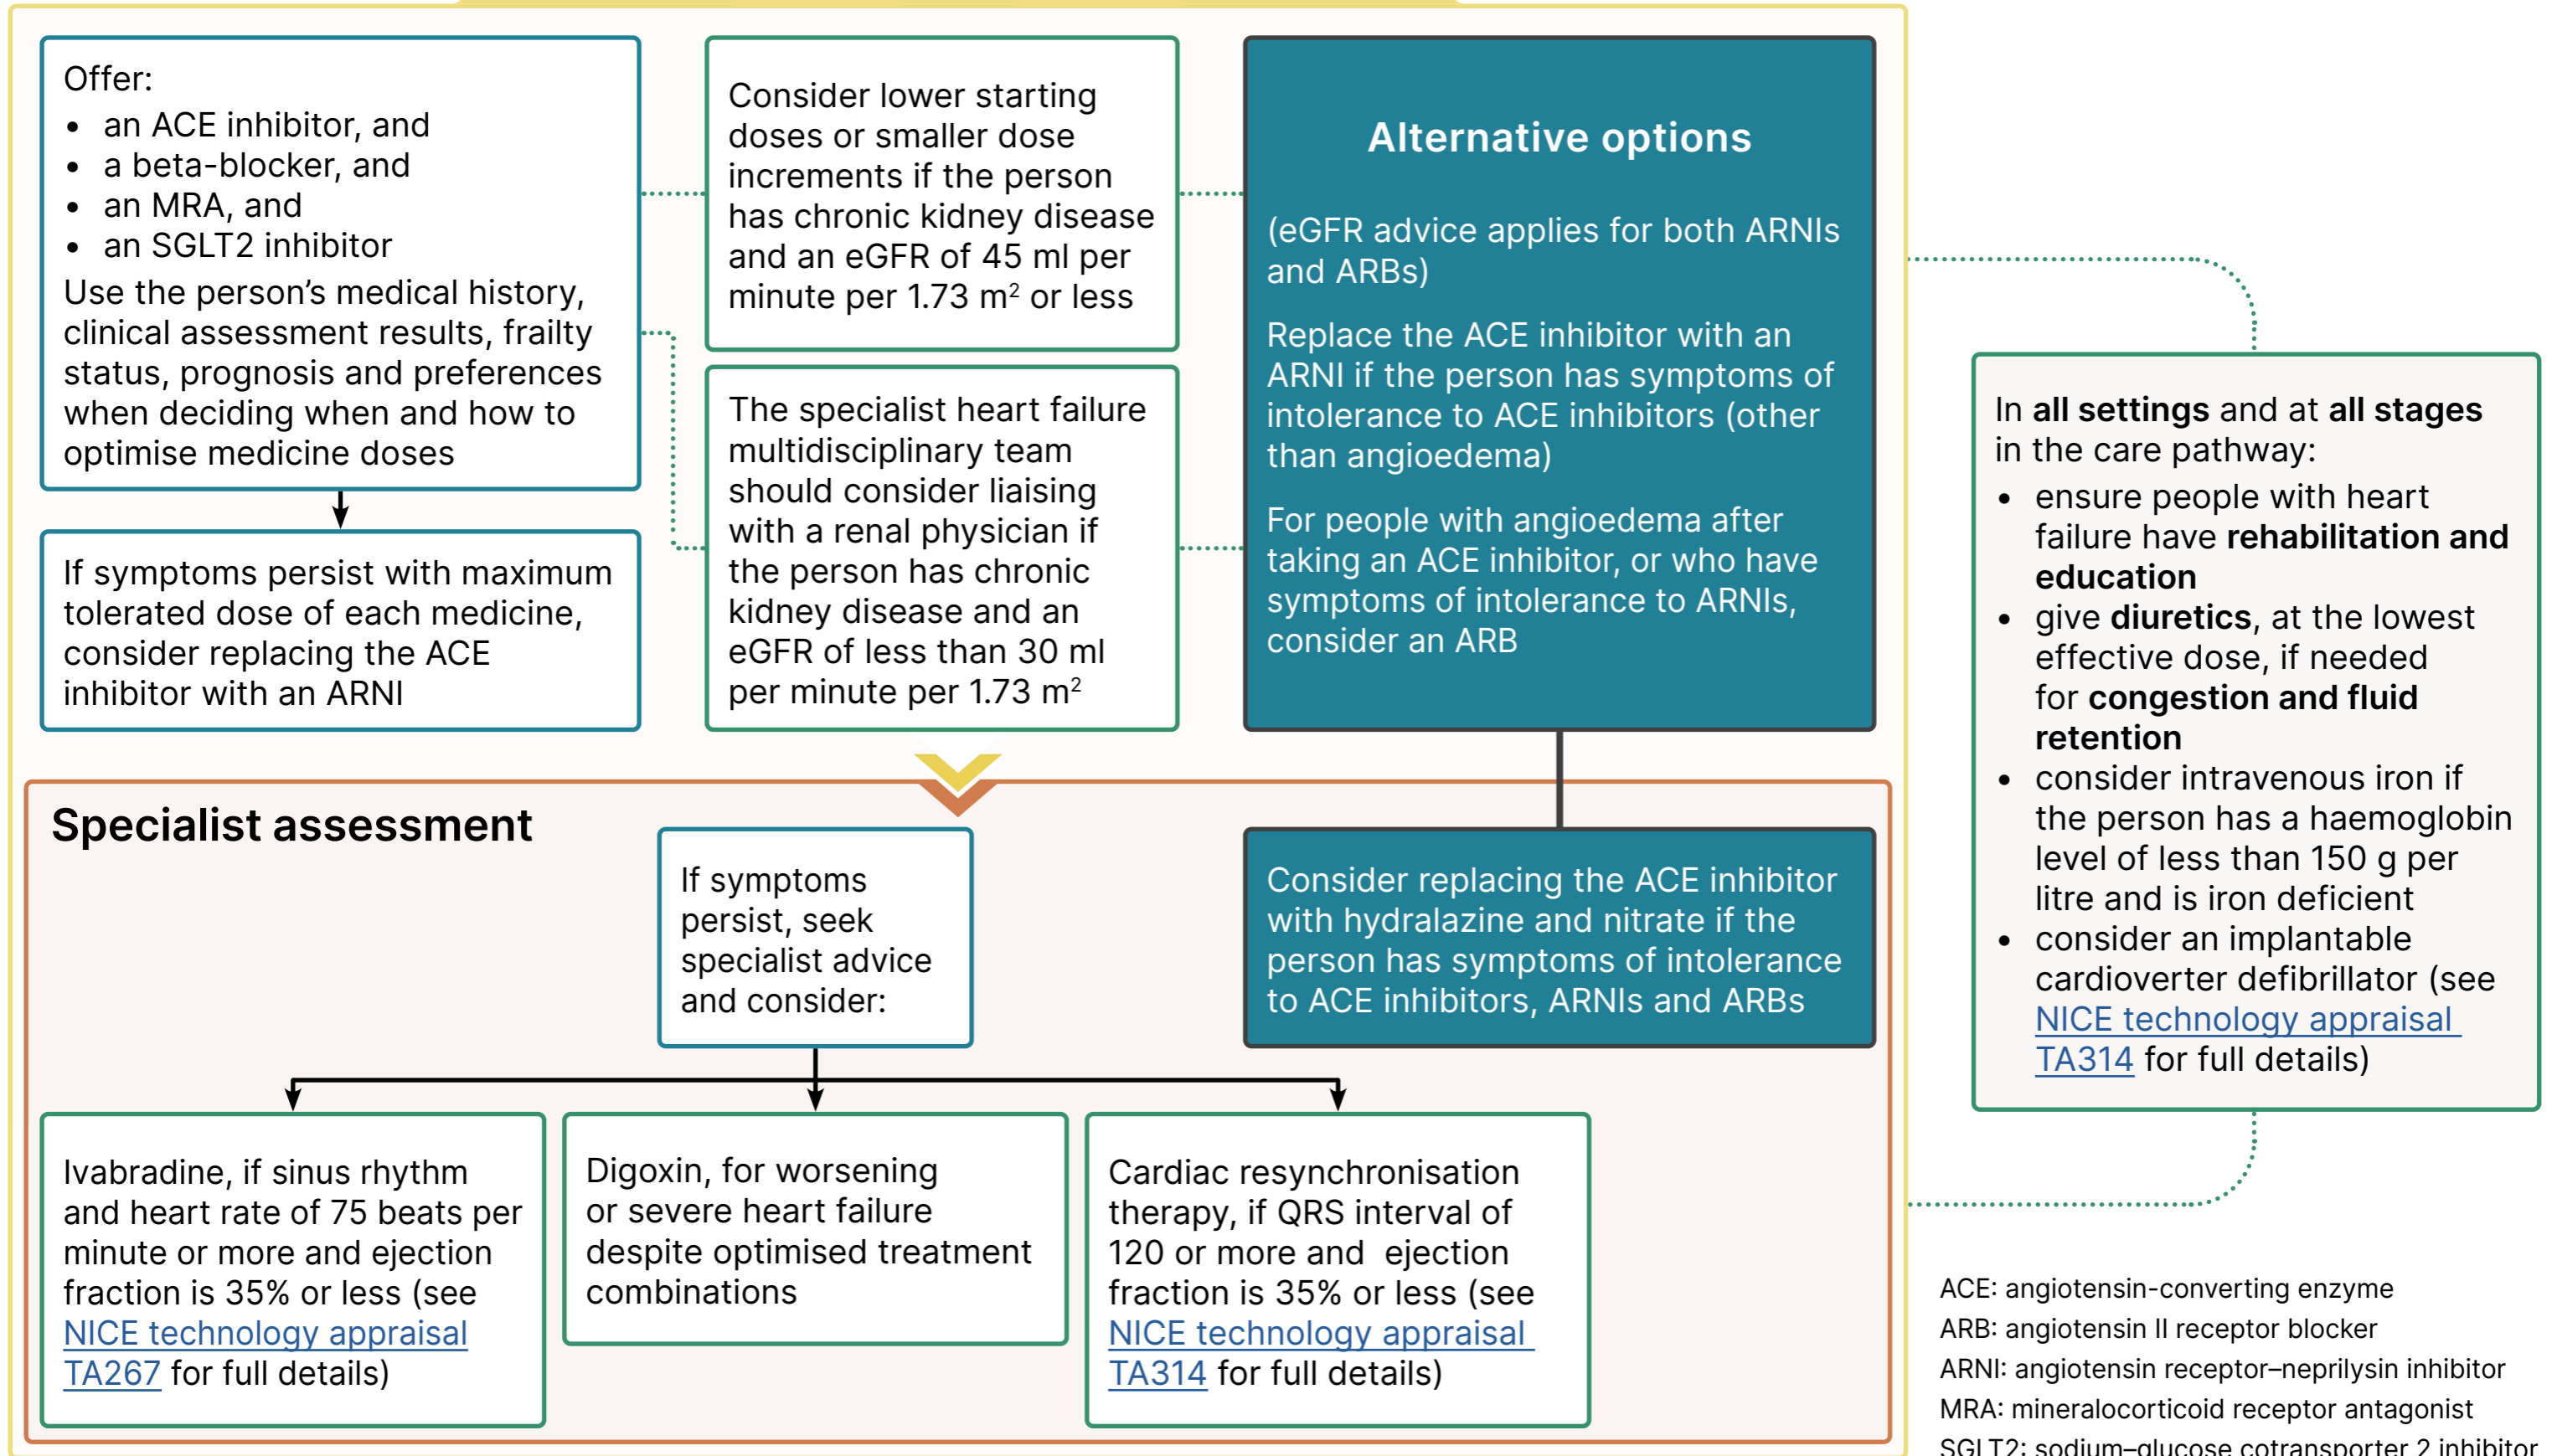 Offer:
• an ACE inhibitor, and
• a beta-blocker, and
• an MRA, and
• an SGLT2 inhibitor
Use the person’s medical history,
clinical assessment results, frailty
status, prognosis and preferences
when deciding when and how to
optimise medicine doses
If symptoms persist with maximum
tolerated dose of each medicine,
consider replacing the ACE
inhibitor with an ARNI
Consider lower starting
doses or smaller dose
increments if the person
has chronic kidney disease
and an eGFR of 45 ml per
minute per 1.73 m² or less
The specialist heart failure
multidisciplinary team
should consider liaising
with a renal physician if
the person has chronic
kidney disease and an
eGFR of less than 30 ml
per minute per 1.73 m²
Alternative options
(eGFR advice applies for both ARNIs
and ARBs)
Replace the ACE inhibitor with an
ARNI if the person has symptoms of
intolerance to ACE inhibitors (other
than angioedema)
For people with angioedema after
taking an ACE inhibitor, or who have
symptoms of intolerance to ARNIs,
consider an ARB
Specialist assessment
If symptoms
persist, seek
specialist advice
and consider:
Consider replacing the ACE inhibitor
with hydralazine and nitrate if the
person has symptoms of intolerance
to ACE inhibitors, ARNIs and ARBs
Ivabradine, if sinus rhythm
and heart rate of 75 beats per
minute or more and ejection
fraction is 35% or less (see
NICE technology appraisal
TA267 for full details)
Digoxin, for worsening
or severe heart failure
despite optimised treatment
combinations
Cardiac resynchronisation
therapy, if QRS interval of
120 or more and ejection
fraction is 35% or less (see
NICE technology appraisal
TA314 for full details)
In all settings and at all stages
in the care pathway:
• ensure people with heart
failure have rehabilitation and
education
• give diuretics, at the lowest
effective dose, if needed
for congestion and fluid
retention
• consider intravenous iron if
the person has a haemoglobin
level of less than 150 g per
litre and is iron deficient
• consider an implantable
cardioverter defibrillator (see
NICE technology appraisal
TA314 for full details)
ACE: angiotensin-converting enzyme
ARB: angiotensin II receptor blocker
ARNI: angiotensin receptor–neprilysin inhibitor
MRA: mineralocorticoid receptor antagonist
SGLT2: sodium–glucose cotransporter 2 inhibitor